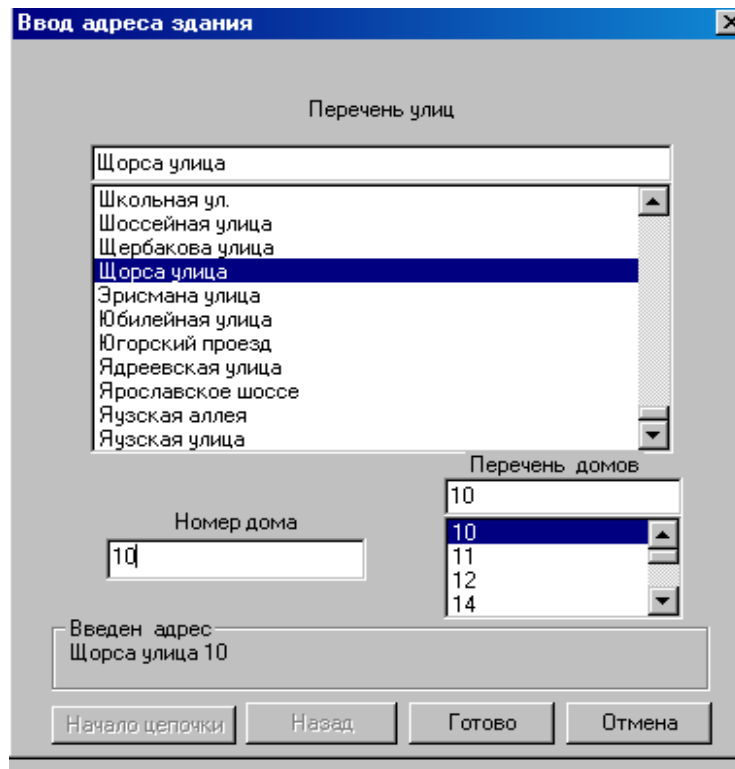 Ввод адреса здания
Перечень улиц
Щорса улица
Школьная ул.
Шоссейная улица
Щербакова улица
Щорса улица
Эрисмана улица
Юбилейная улица
Югорский проезд
Ядреевская улица
Ярославское шоссе
Яузская аллея
Яузская улица
Перечень домов
10
10
11
12
14
Номер дома
10
Введен адрес
Щорса улица 10
Начало цепочки
Назад
Готово
Отмена